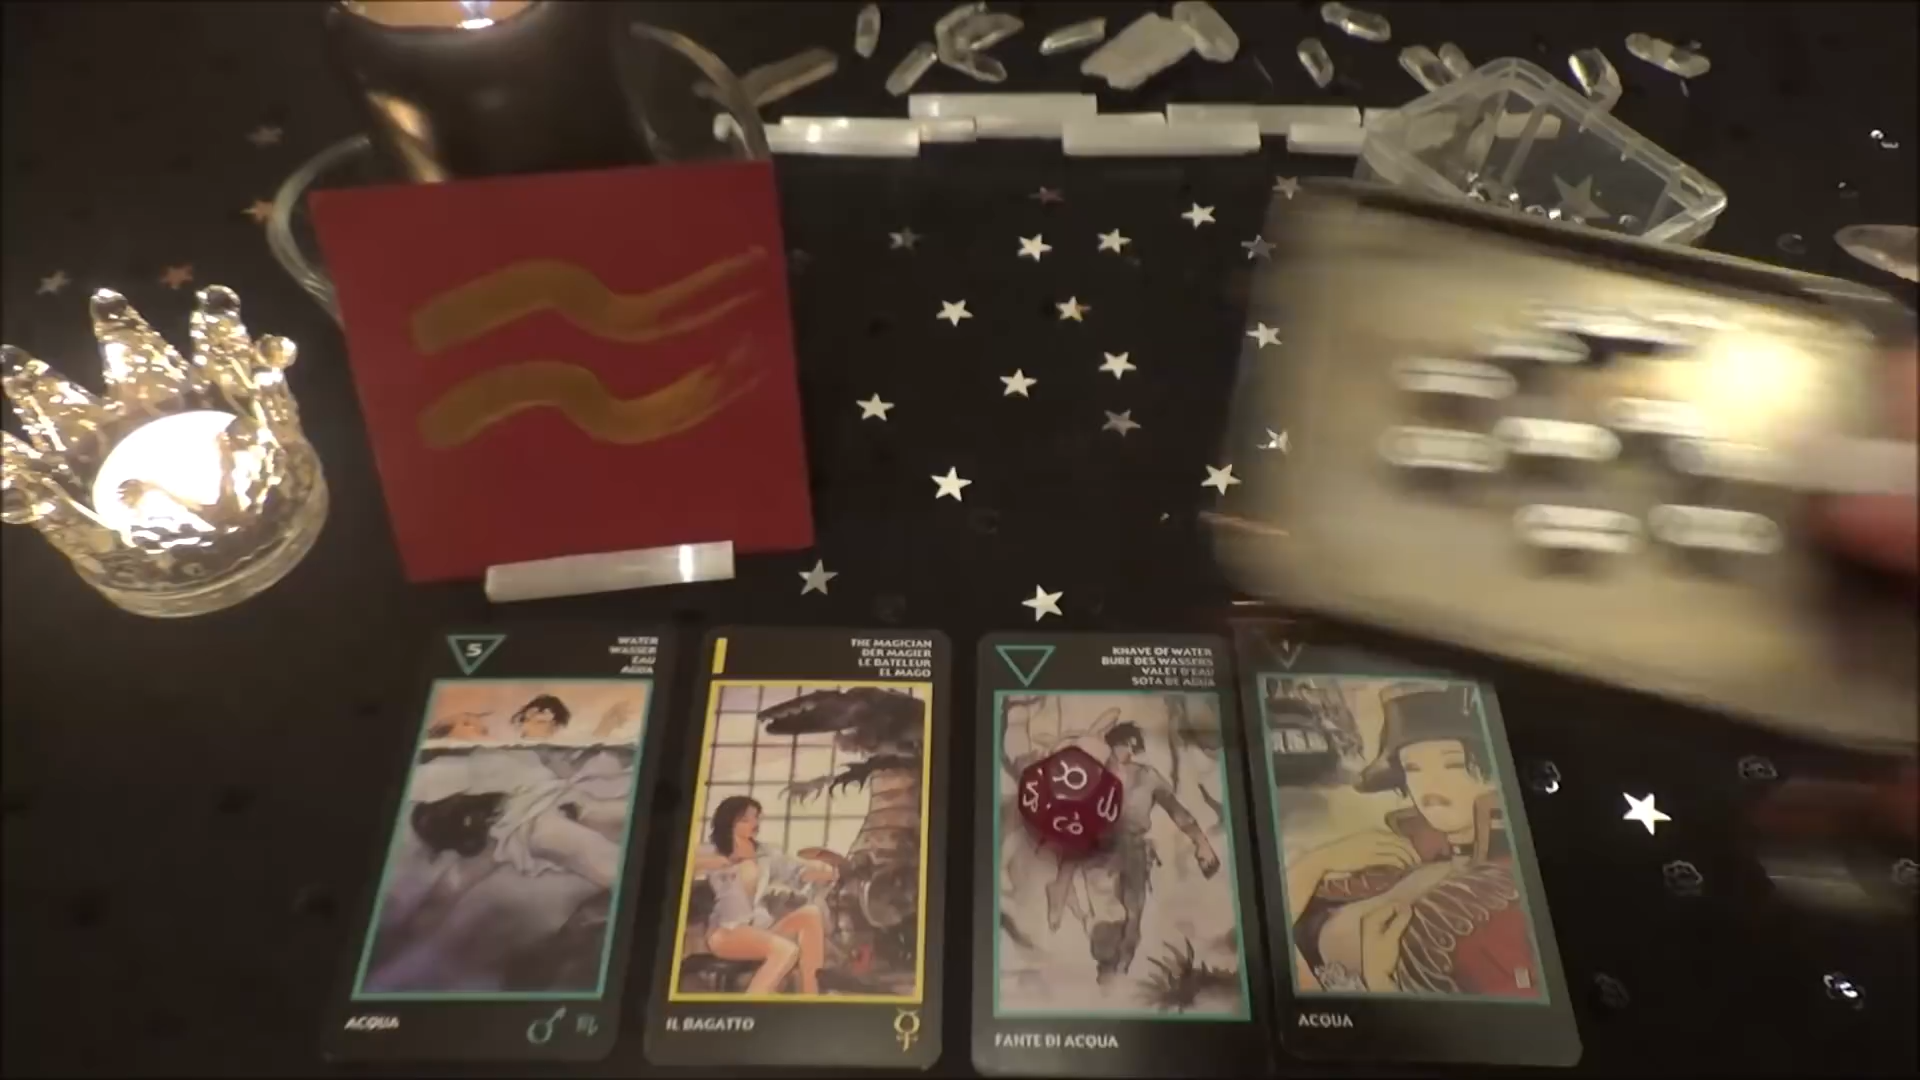 5
WATER
WASSER
EAU
AGUA
ACQUA
THE MAGICIAN
DER MAGIER
LE BATELEUR
EL MAGO
IL BAGATTO
KNAVE OF WATER
BUBE DES WASSERS
VALET D'EAU
SOTA DE AGUA
FANTE DI ACQUA
ACQUA